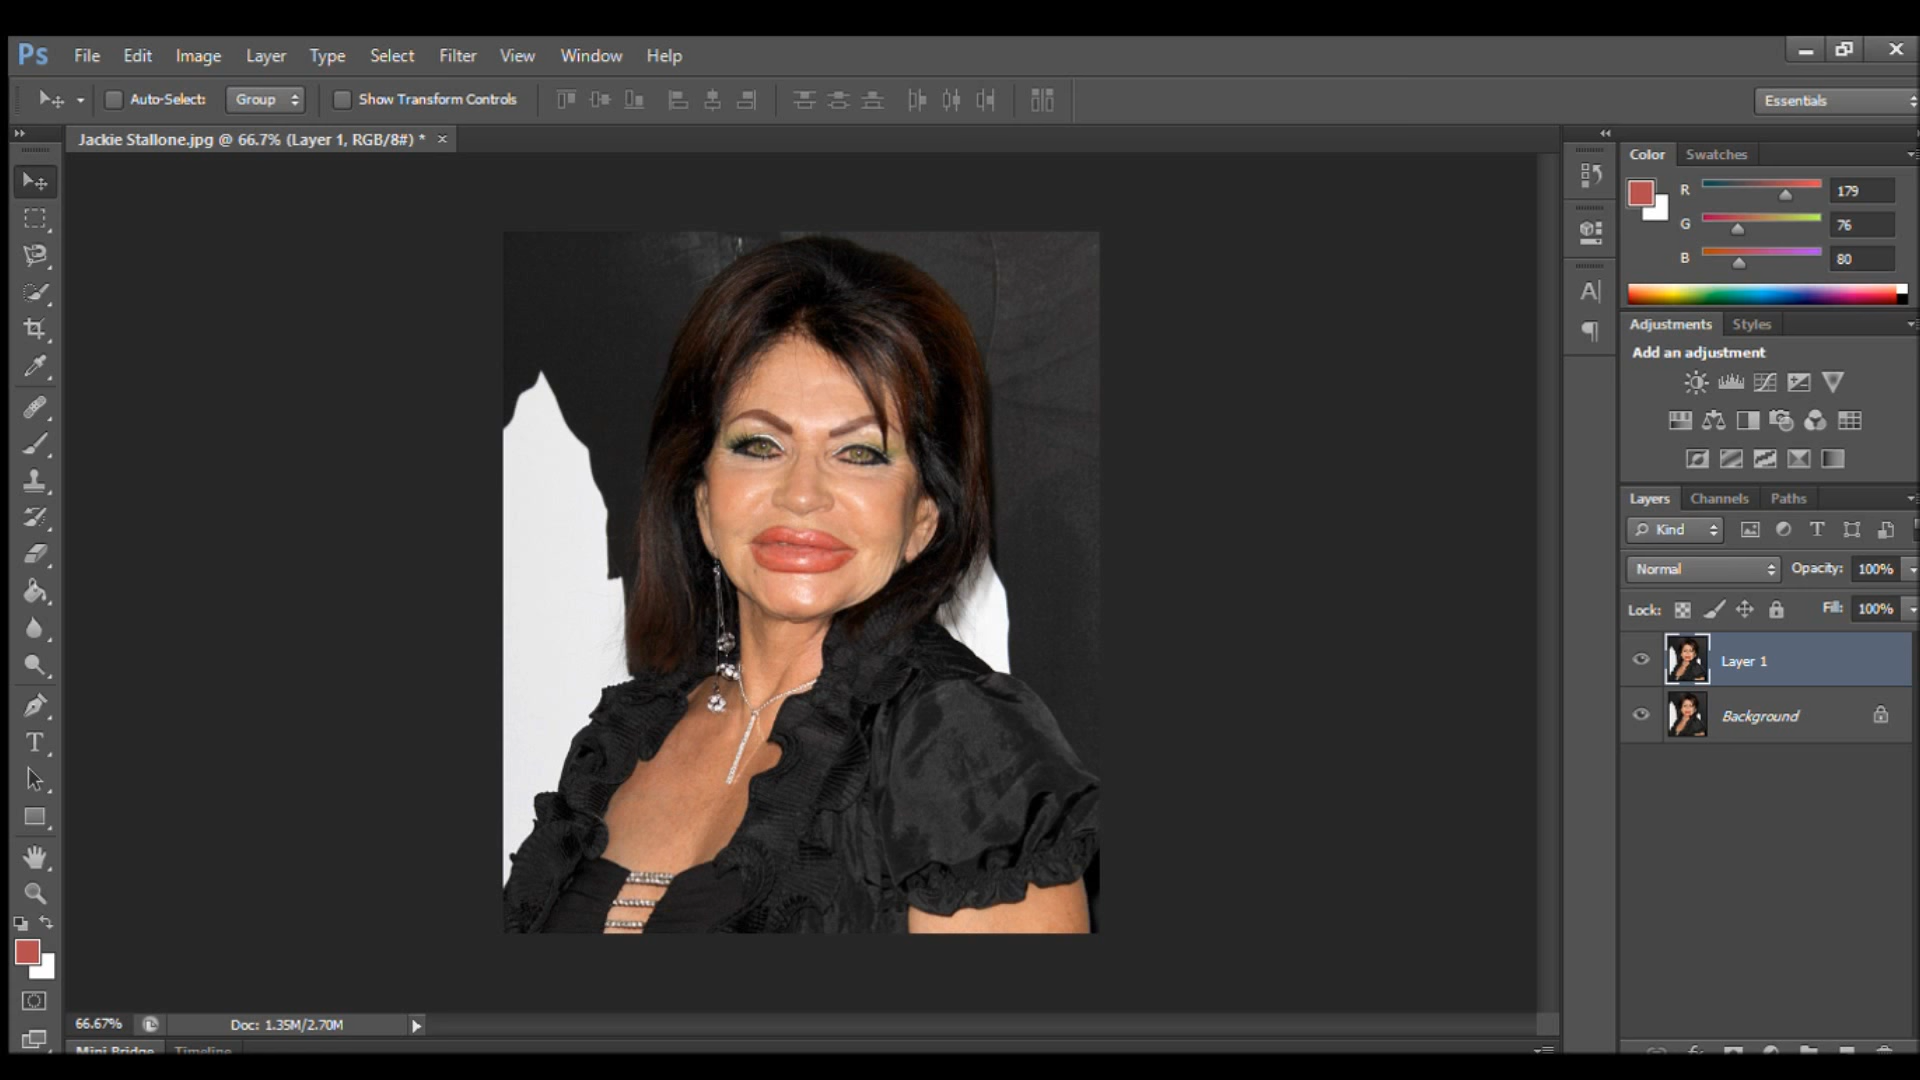 Ps File Edit Image Layer Type Select Filter View Window Help
Auto-Select: Group Show Transform Controls
Essentials
Jackie Stallone.jpg @ 66.7% (Layer 1, RGB/8#) * ×
Color Swatches
R 179
G 76
B 80
Adjustments Styles
Add an adjustment
Layers Channels Paths
Kind
Normal Opacity: 100%
Lock: Fill: 100%
Layer 1
Background
66.67% Doc: 1.35M/2.70M
Mini Bridge Timeline